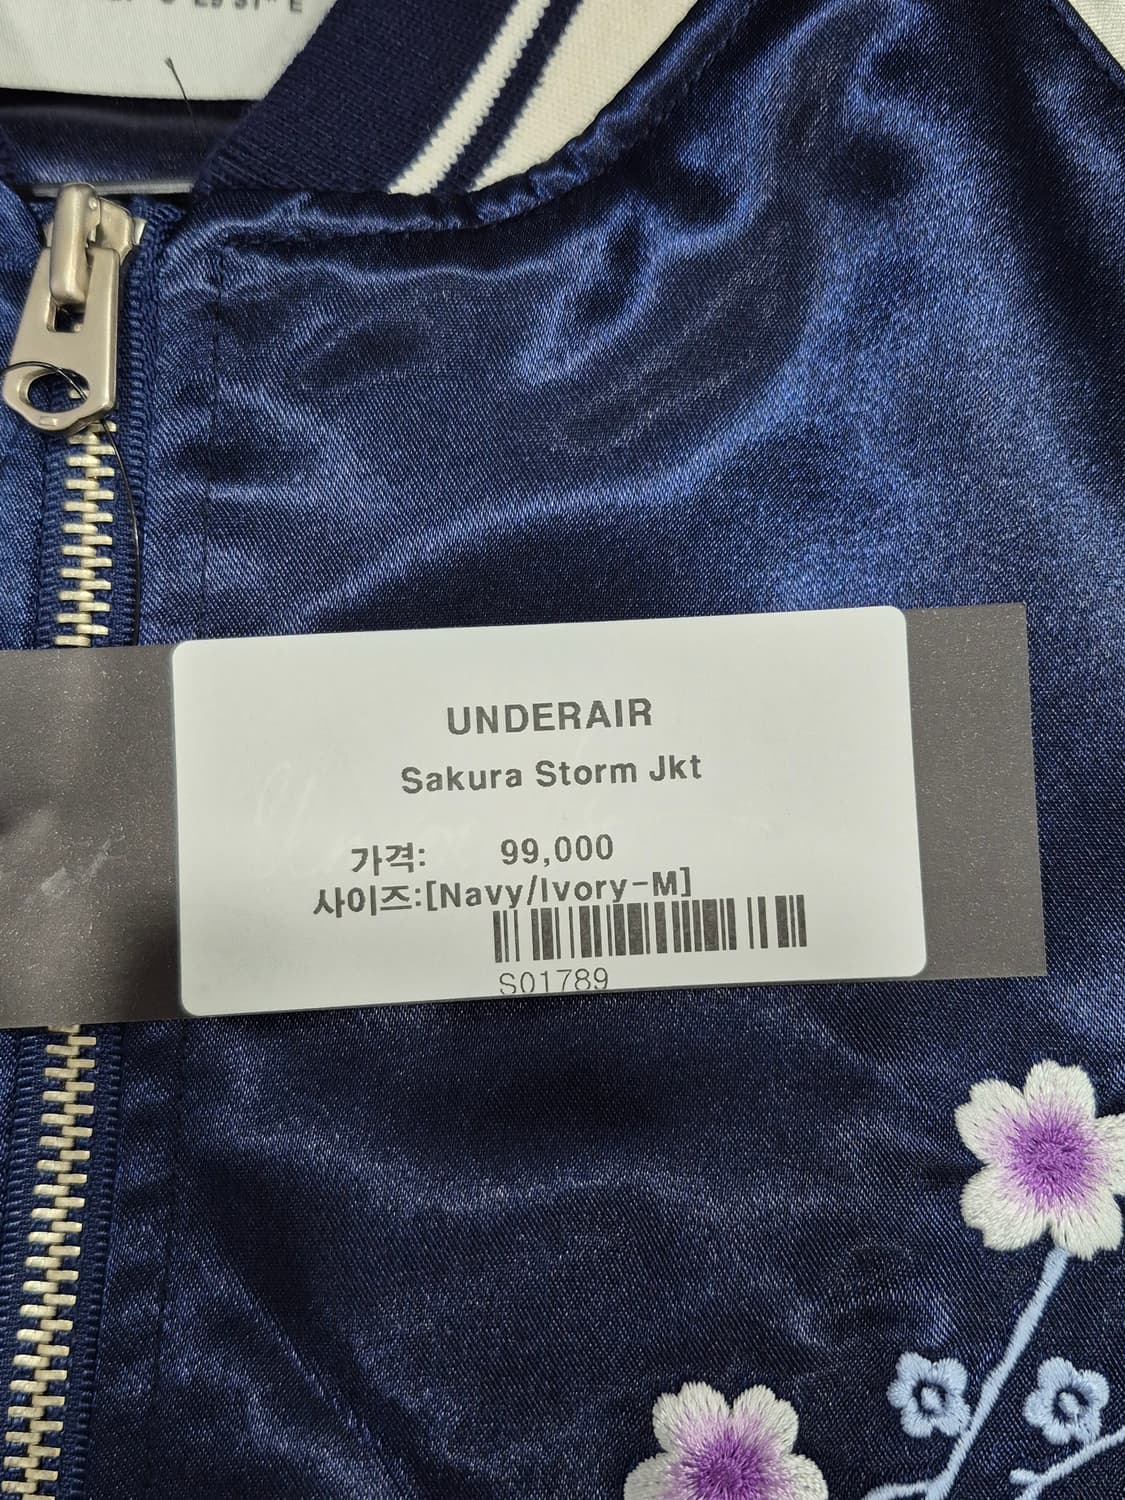 UNDERAIR
Sakura Storm Jkt
가격: 99,000
사이즈:[Navy/Ivory-M]
S01789